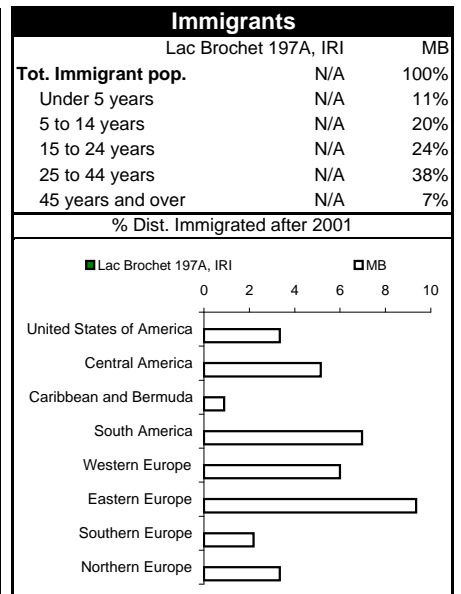 Immigrants
Lac Brochet 197A, IRI MB
Tot. Immigrant pop. N/A 100%
Under 5 years N/A 11%
5 to 14 years N/A 20%
15 to 24 years N/A 24%
25 to 44 years N/A 38%
45 years and over N/A 7%
% Dist. Immigrated after 2001
Lac Brochet 197A, IRI MB
0 2 4 6 8 10
United States of America
Central America
Caribbean and Bermuda
South America
Western Europe
Eastern Europe
Southern Europe
Northern Europe